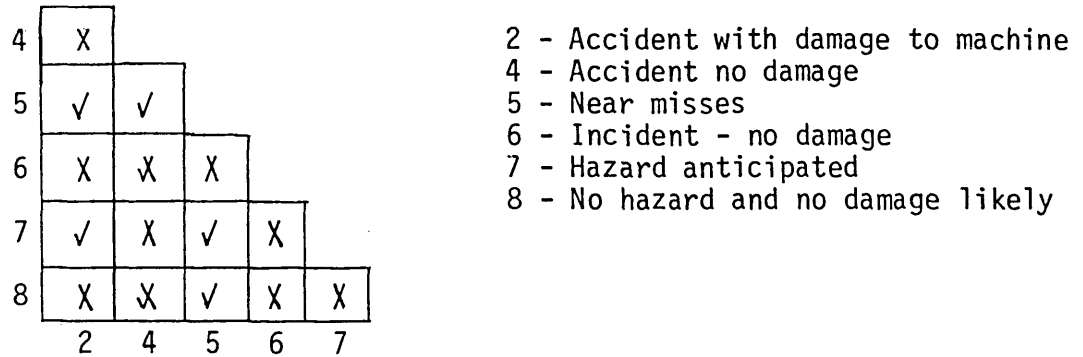 4 X
5 √ √
6 X X X
7 √ X √ X
8 X X √ X X
2 4 5 6 7
2 - Accident with damage to machine
4 - Accident no damage
5 - Near misses
6 - Incident - no damage
7 - Hazard anticipated
8 - No hazard and no damage likely